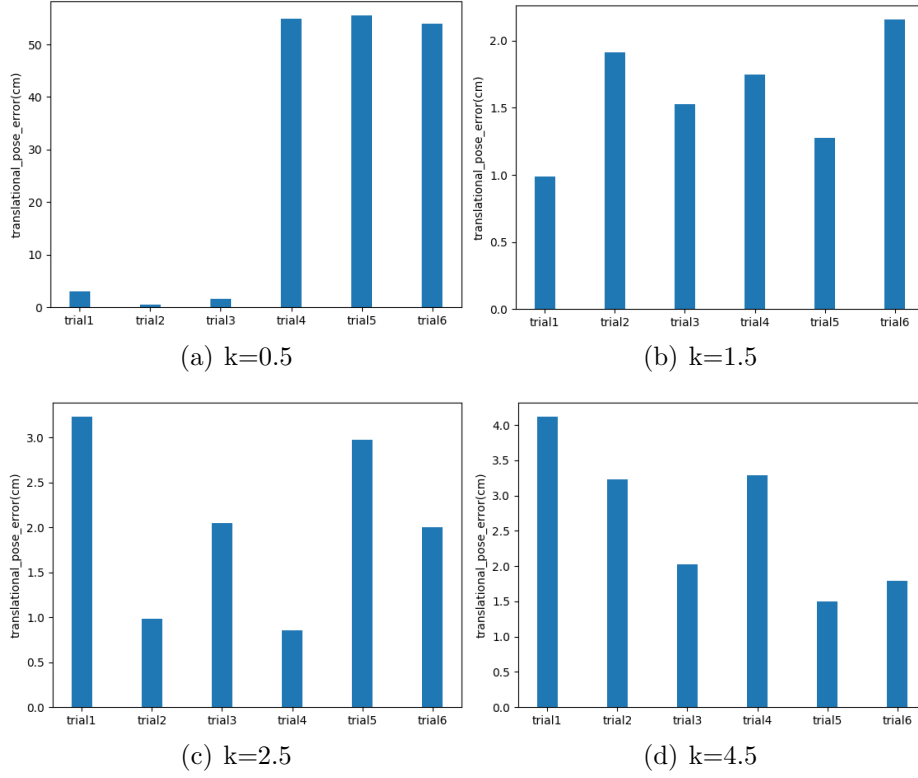 translational_pose_error(cm)
50
40
30
20
10
0
trial1 trial2 trial3 trial4 trial5 trial6
(a) k=0.5
translational_pose_error(cm)
2.0
1.5
1.0
0.5
0.0
trial1 trial2 trial3 trial4 trial5 trial6
(b) k=1.5
translational_pose_error(cm)
3.0
2.5
2.0
1.5
1.0
0.5
0.0
trial1 trial2 trial3 trial4 trial5 trial6
(c) k=2.5
translational_pose_error(cm)
4.0
3.5
3.0
2.5
2.0
1.5
1.0
0.5
0.0
trial1 trial2 trial3 trial4 trial5 trial6
(d) k=4.5